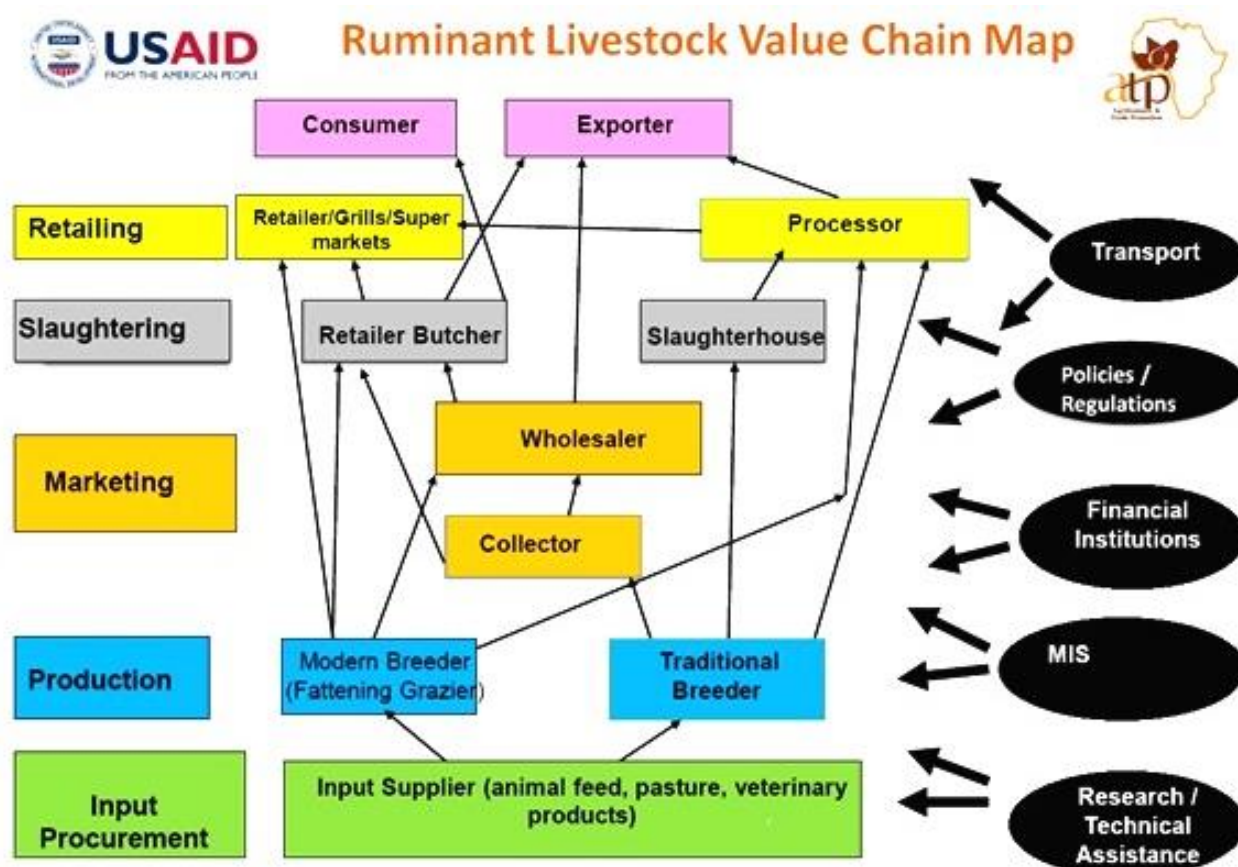 USAID
FROM THE AMERICAN PEOPLE
Ruminant Livestock Value Chain Map
atp
Consumer
Exporter
Retailing
Retailer/Grills/Super
markets
Processor
Transport
Slaughtering
Retailer Butcher
Slaughterhouse
Policies /
Regulations
Marketing
Wholesaler
Collector
Financial
Institutions
Production
Modern Breeder
(Fattening Grazier)
Traditional
Breeder
MIS
Input
Procurement
Input Supplier (animal feed, pasture, veterinary
products)
Research /
Technical
Assistance